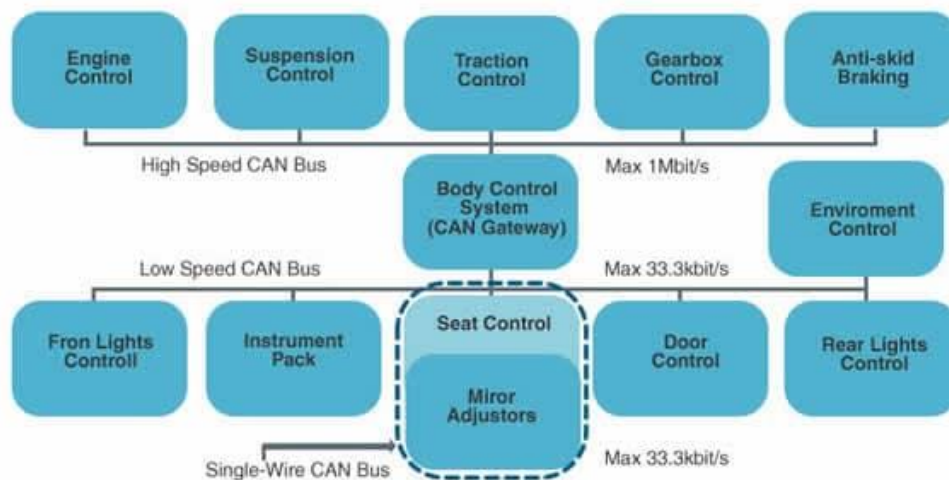 Engine
Control
Suspension
Control
Traction
Control
Gearbox
Control
Anti-skid
Braking
High Speed CAN Bus
Max 1Mbit/s
Body Control
System
(CAN Gateway)
Enviroment
Control
Low Speed CAN Bus
Max 33.3kbit/s
Fron Lights
Controll
Instrument
Pack
Seat Control
Miror
Adjustors
Door
Control
Rear Lights
Control
Single-Wire CAN Bus
Max 33.3kbit/s